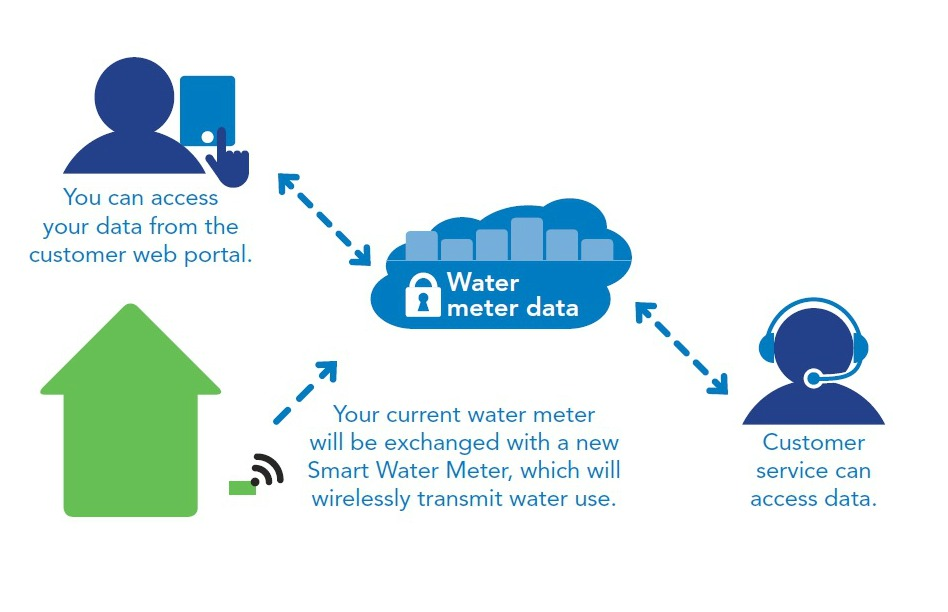 You can access
your data from the
customer web portal.
Water
meter data
Your current water meter
will be exchanged with a new
Smart Water Meter, which will
wirelessly transmit water use.
Customer
service can
access data.